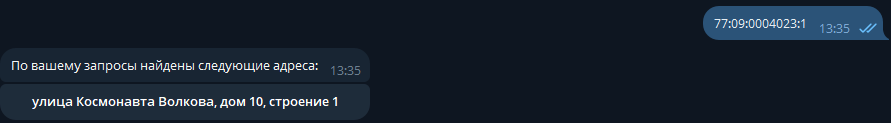 77:09:0004023:1 13:35
По вашему запросы найдены следующие адреса: 13:35
улица Космонавта Волкова, дом 10, строение 1